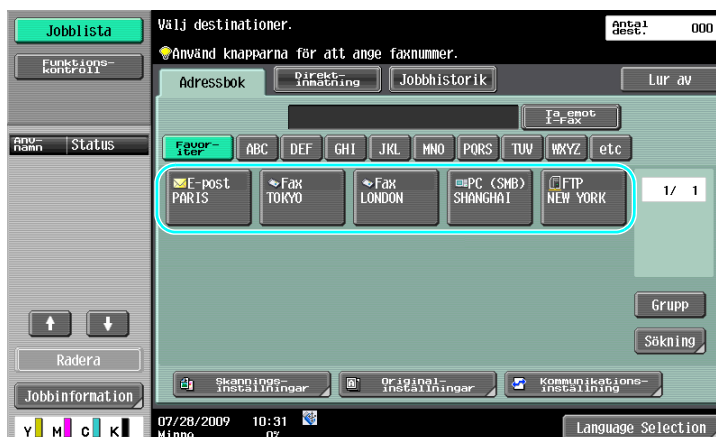 Jobblista
Funktions-
kontroll
Anv-
namn
Status
Radera
Jobbinformation
Y M C K
Välj destinationer.
Använd knapparna för att ange faxnummer.
Antal
dest.
000
Adressbok
Direkt-
inmatning
Jobbhistorik
Lur av
Ta emot
I-Fax
Favor-
iter
ABC
DEF
GHI
JKL
MNO
PQRS
TUV
WXYZ
etc
E-post
PARIS
Fax
TOKYO
Fax
LONDON
PC (SMB)
SHANGHAI
FTP
NEW YORK
1/ 1
Grupp
Sökning
Skannings-
inställningar
Original-
inställningar
Kommunikations-
inställning
07/28/2009 10:31
Minne 0%
Language Selection